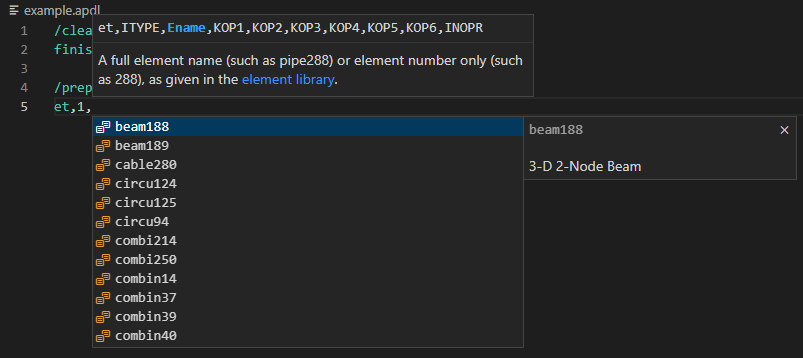 example.apdl
et,ITYPE,Ename,KOP1,KOP2,KOP3,KOP4,KOP5,KOP6,INOPR
A full element name (such as pipe288) or element number only (such
as 288), as given in the element library.
1 /clea
2 finis
3
4 /prep
5 et,1,
beam188
beam189
cable280
circu124
circu125
circu94
combi214
combi250
combin14
combin37
combin39
combin40
beam188 ×
3-D 2-Node Beam